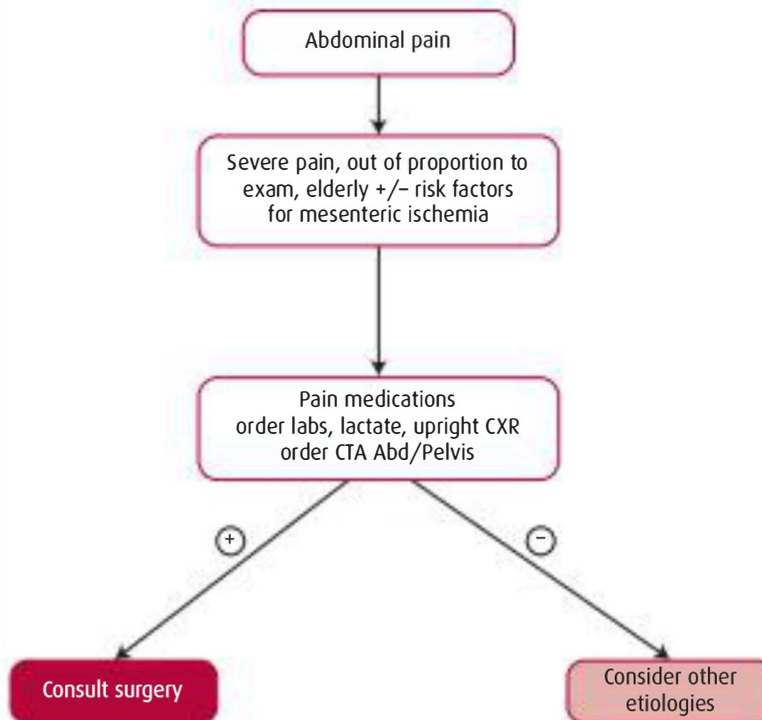 Abdominal pain
Severe pain, out of proportion to
exam, elderly +/− risk factors
for mesenteric ischemia
Pain medications
order labs, lactate, upright CXR
order CTA Abd/Pelvis
+
−
Consult surgery
Consider other
etiologies